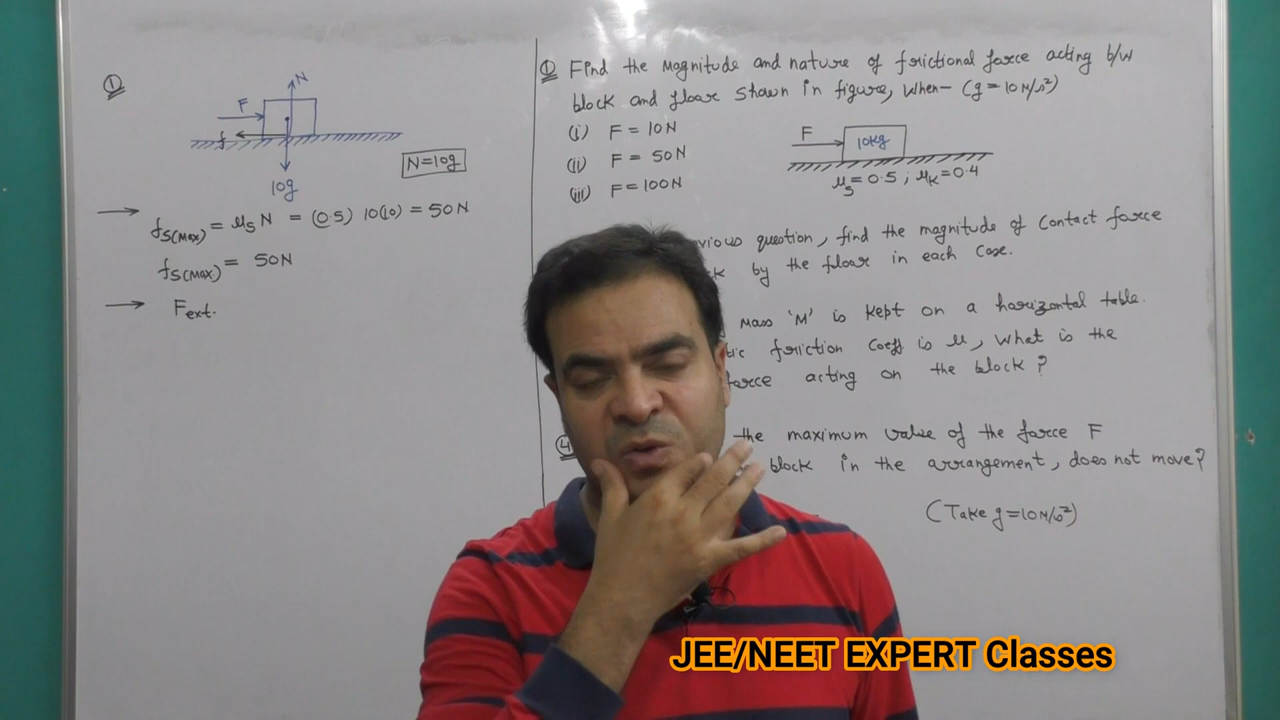 ①
N
F
f
10g
N=10g
→ fs(Max) = μs N = (0.5) 10(10) = 50N
fs(Max) = 50N
→ Fext.
① Find the Magnitude and nature of frictional force acting b/w
block and floor shown in figure, when- (g = 10 m/s²)
(i) F = 10N
(ii) F = 50N
(iii) F = 100N
F
10kg
μs=0.5 ; μk=0.4
question, find the magnitude of Contact force
by the floor in each case.
Mass 'M' is kept on a horizontal table.
friction Coeff is μ, what is the
acting on the block?
④ the maximum value of the force F
block in the arrangement, does not move?
(Take g=10m/s²)
JEE/NEET EXPERT Classes